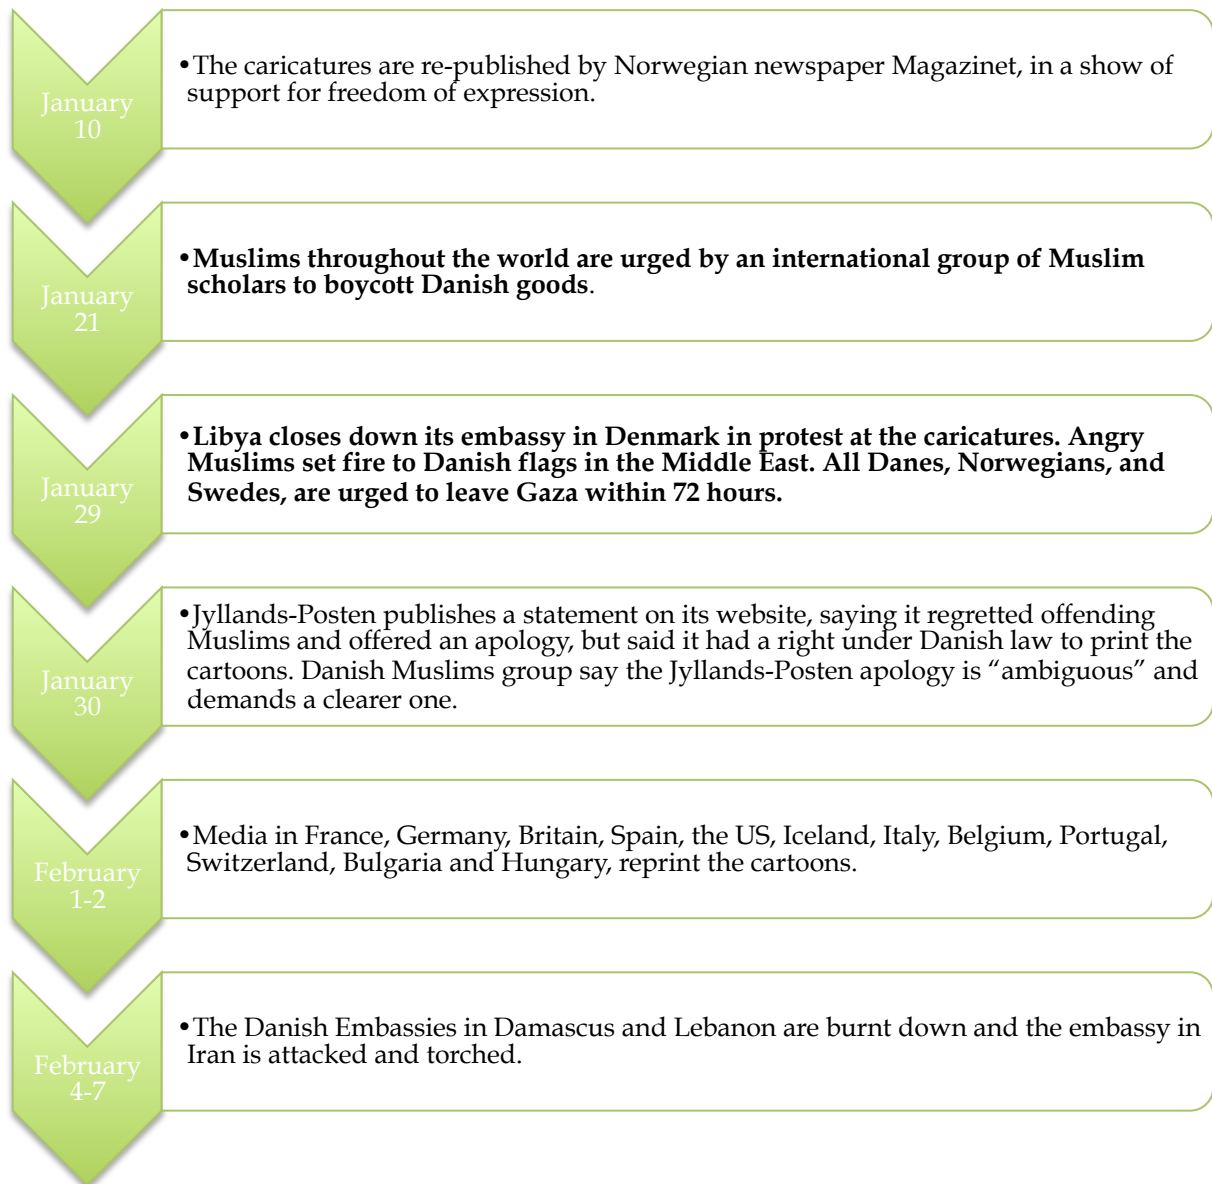 January
10
•The caricatures are re-published by Norwegian newspaper Magazinet, in a show of
support for freedom of expression.
January
21
•Muslims throughout the world are urged by an international group of Muslim
scholars to boycott Danish goods.
January
29
•Libya closes down its embassy in Denmark in protest at the caricatures. Angry
Muslims set fire to Danish flags in the Middle East. All Danes, Norwegians, and
Swedes, are urged to leave Gaza within 72 hours.
January
30
•Jyllands-Posten publishes a statement on its website, saying it regretted offending
Muslims and offered an apology, but said it had a right under Danish law to print the
cartoons. Danish Muslims group say the Jyllands-Posten apology is “ambiguous” and
demands a clearer one.
February
1-2
•Media in France, Germany, Britain, Spain, the US, Iceland, Italy, Belgium, Portugal,
Switzerland, Bulgaria and Hungary, reprint the cartoons.
February
4-7
•The Danish Embassies in Damascus and Lebanon are burnt down and the embassy in
Iran is attacked and torched.